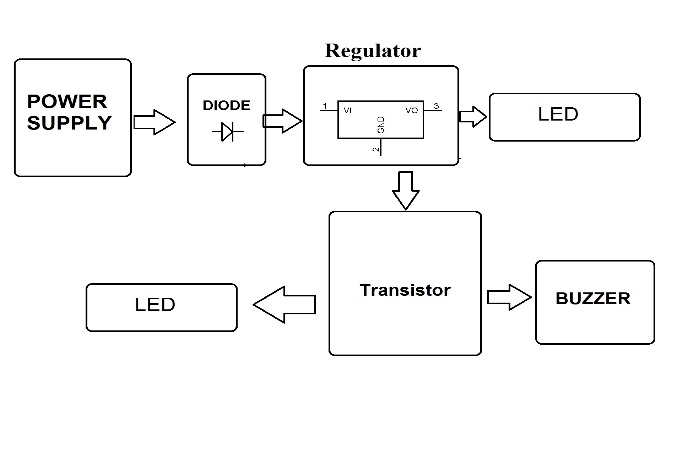 Regulator
POWER
SUPPLY
DIODE
1
VI
VO
3
GND
2
LED
Transistor
LED
BUZZER